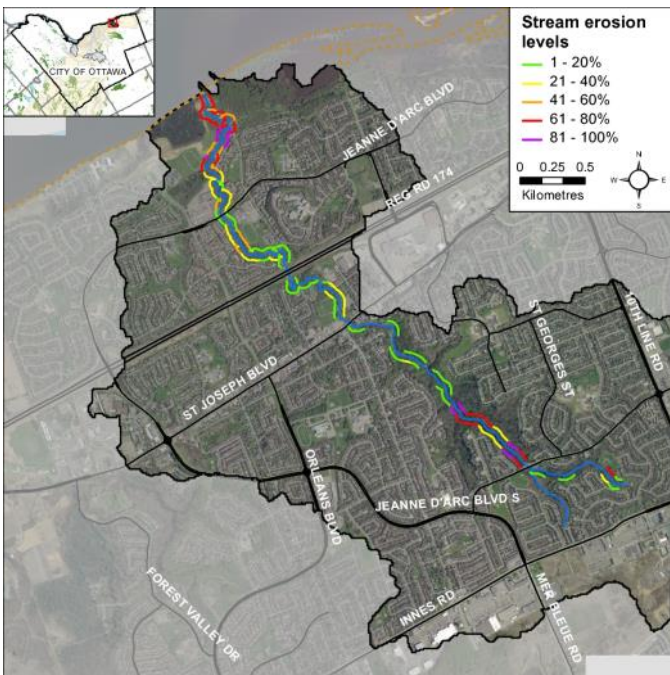 CITY OF OTTAWA
Stream erosion
levels
1 - 20%
21 - 40%
41 - 60%
61 - 80%
81 - 100%
0 0.25 0.5
Kilometres
N
W E
S
JEANNE D'ARC BLVD
REG RD 174
ST JOSEPH BLVD
ST GEORGES ST
10TH LINE RD
ORLEANS BLVD
JEANNE D'ARC BLVD S
FOREST VALLEY DR
INNES RD
MER BLEUE RD